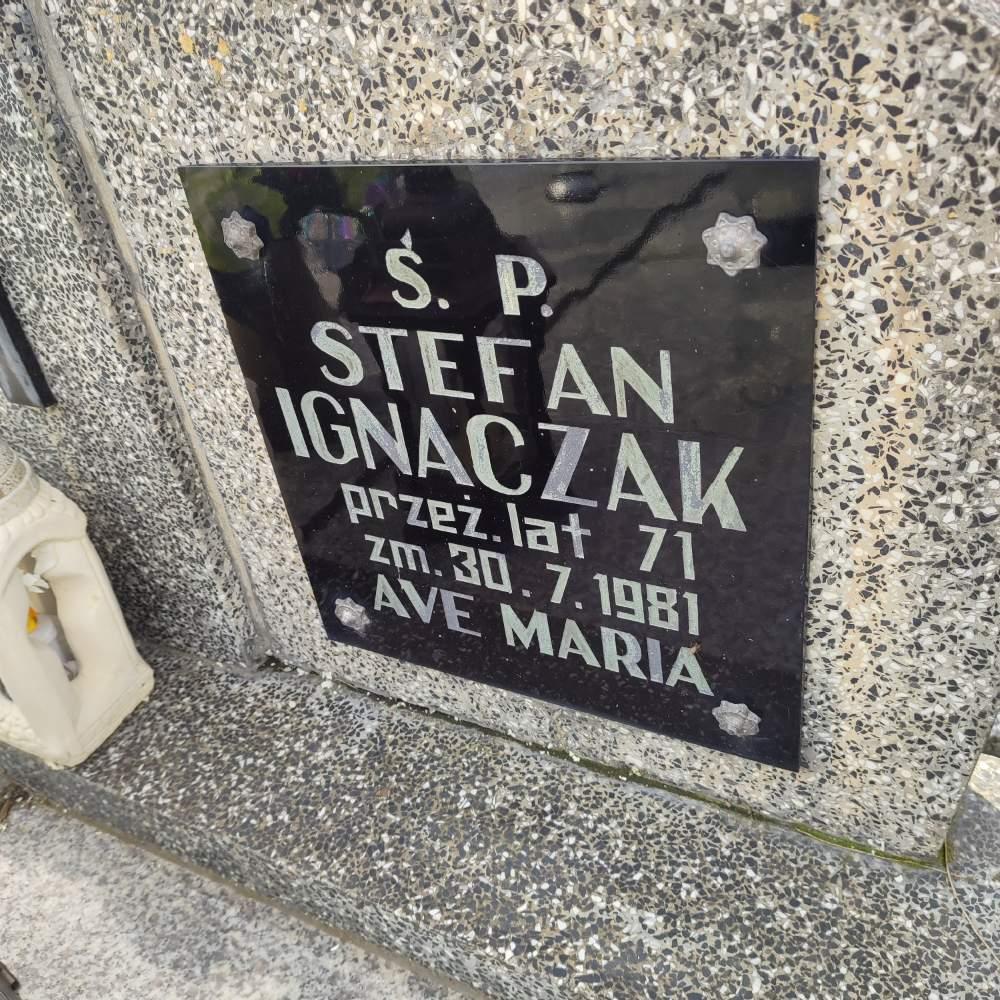 Ś. P.
STEFAN
IGNACZAK
przeż. lat 71
zm. 30. 7. 1981
AVE MARIA